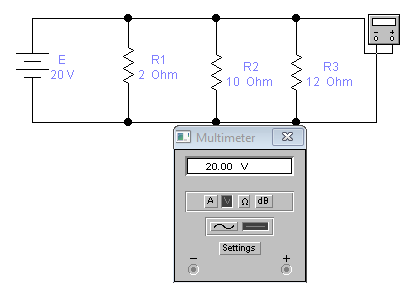 E
20 V
R1
2 Ohm
R2
10 Ohm
R3
12 Ohm
Multimeter
20.00 V
A V Ω dB
Settings
− +